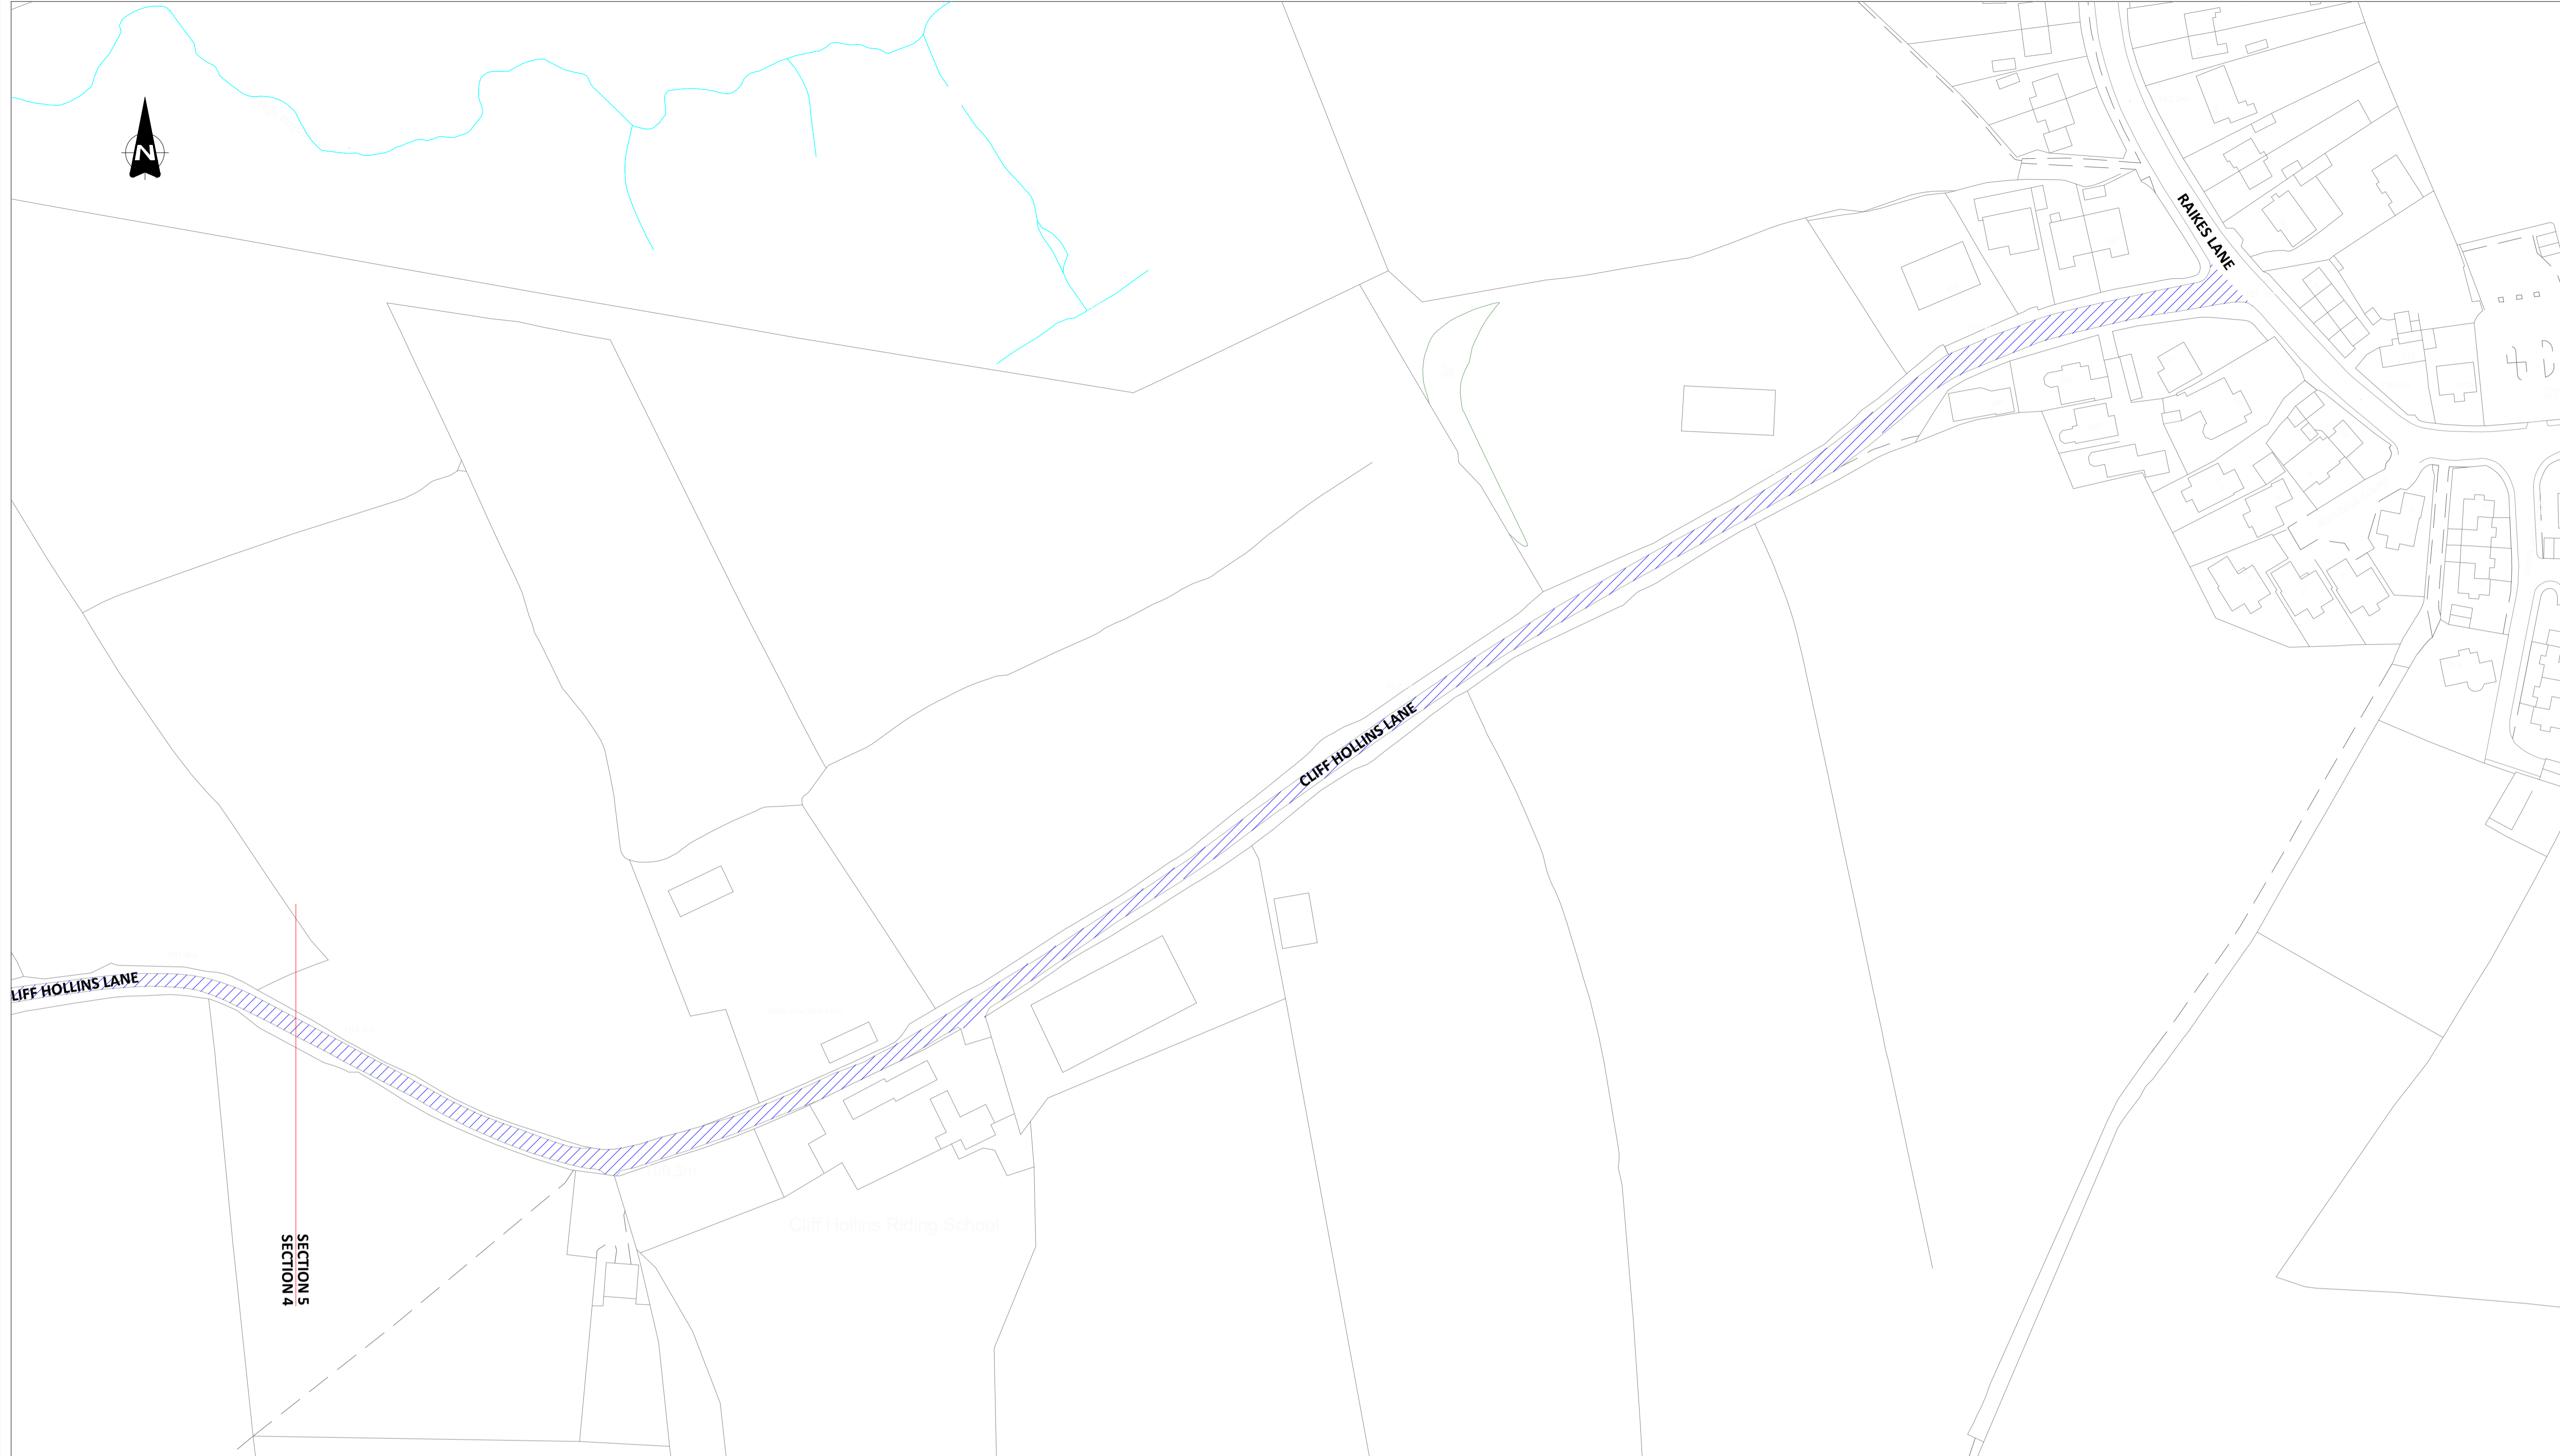 N
RAIKES LANE
CLIFF HOLLINS LANE
LIFF HOLLINS LANE
SECTION 5
SECTION 4
Cliff Hollins Riding School